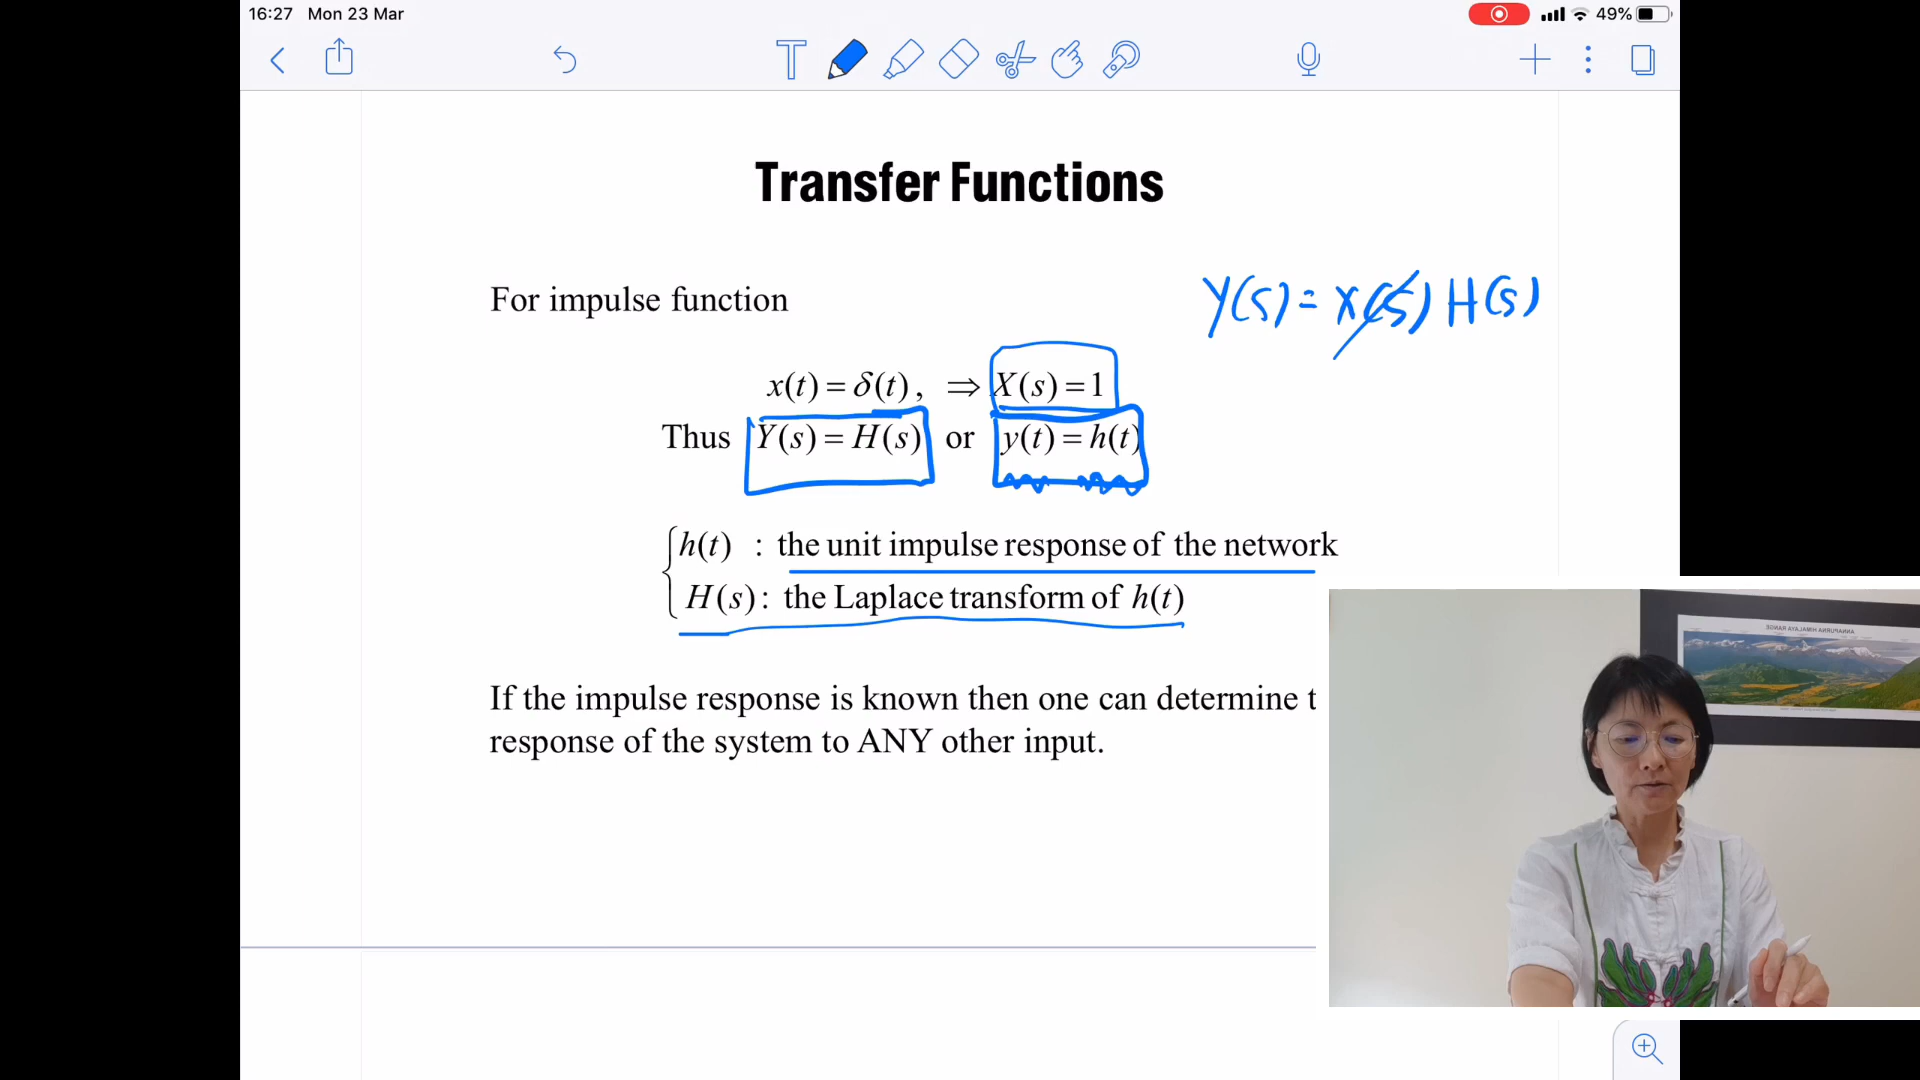 16:27 Mon 23 Mar
49%
T
Transfer Functions
For impulse function
Y(s) = X(s) H(s)
x(t) = δ(t), ⇒ X(s) = 1
Thus Y(s) = H(s) or y(t) = h(t)
h(t) : the unit impulse response of the network
H(s): the Laplace transform of h(t)
If the impulse response is known then one can determine t
response of the system to ANY other input.